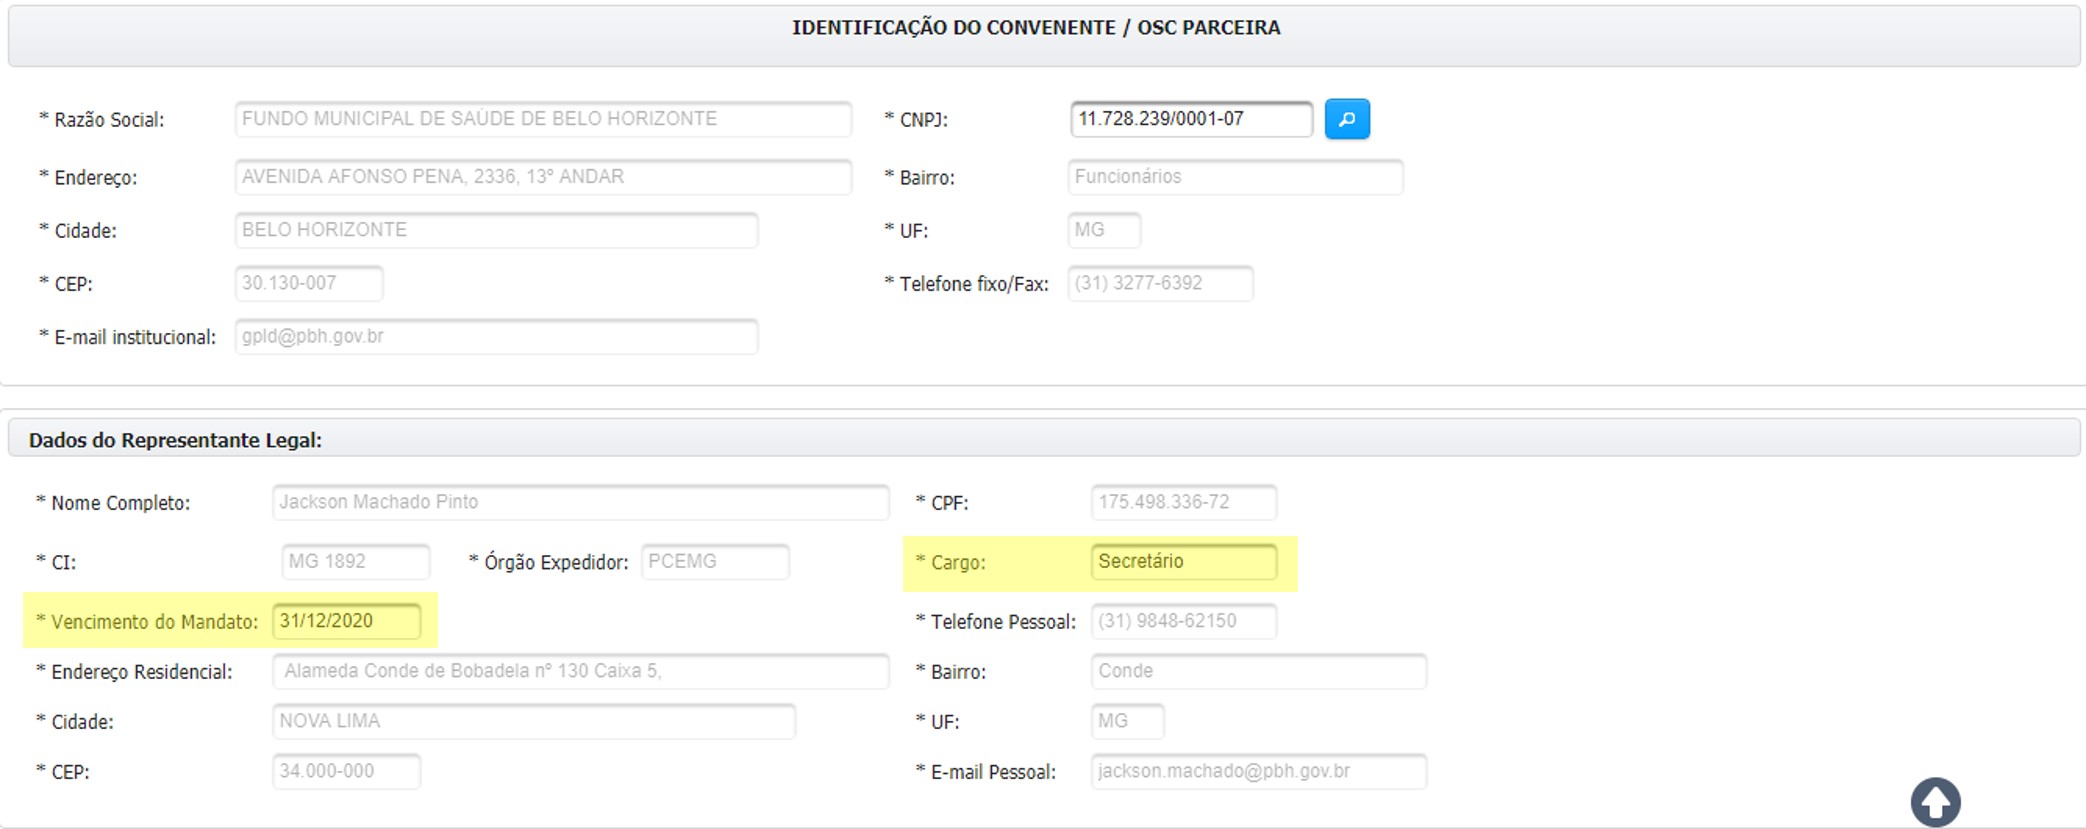 IDENTIFICAÇÃO DO CONVENENTE / OSC PARCEIRA
* Razão Social: FUNDO MUNICIPAL DE SAÚDE DE BELO HORIZONTE * CNPJ: 11.728.239/0001-07
* Endereço: AVENIDA AFONSO PENA, 2336, 13º ANDAR * Bairro: Funcionários
* Cidade: BELO HORIZONTE * UF: MG
* CEP: 30.130-007 * Telefone fixo/Fax: (31) 3277-6392
* E-mail institucional: gpld@pbh.gov.br
Dados do Representante Legal:
* Nome Completo: Jackson Machado Pinto * CPF: 175.498.336-72
* CI: MG 1892 * Órgão Expedidor: PCEMG * Cargo: Secretário
* Vencimento do Mandato: 31/12/2020 * Telefone Pessoal: (31) 9848-62150
* Endereço Residencial: Alameda Conde de Bobadela nº 130 Caixa 5, * Bairro: Conde
* Cidade: NOVA LIMA * UF: MG
* CEP: 34.000-000 * E-mail Pessoal: jackson.machado@pbh.gov.br